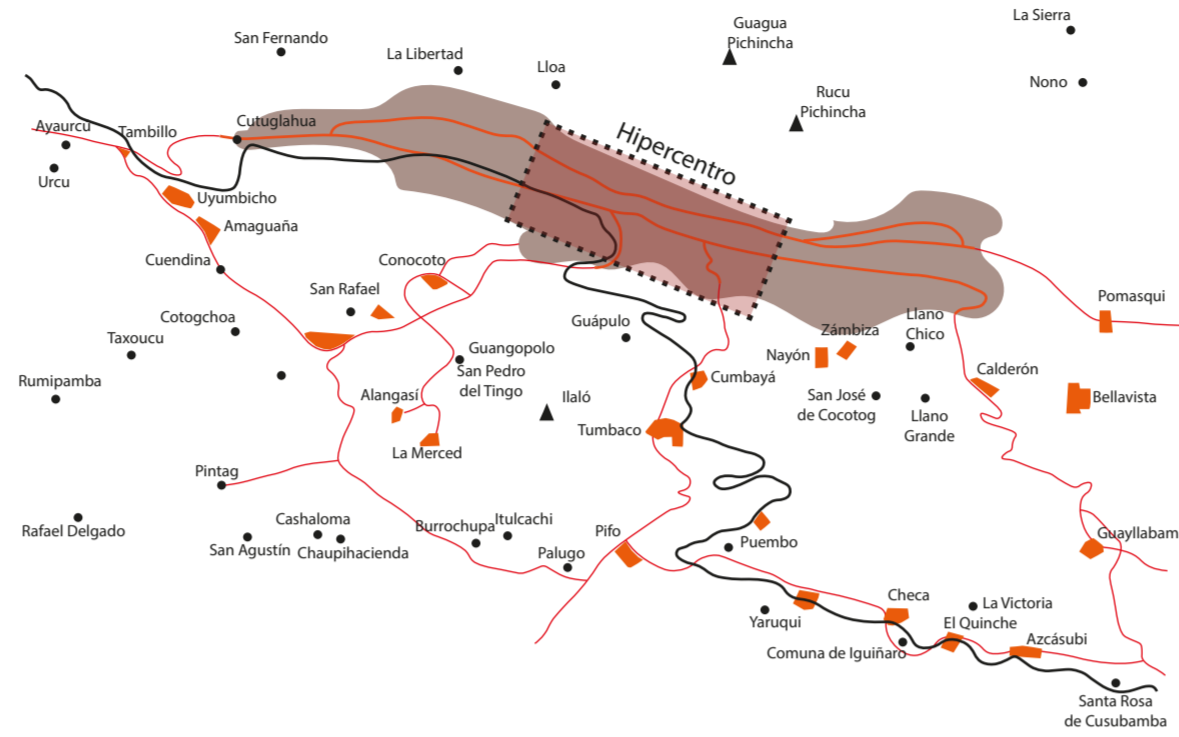 La Sierra
Guagua
Pichincha
San Fernando
La Libertad
Lloa
Nono
Rucu
Pichincha
Ayaurcu
Tambillo
Cutuglahua
Hipercentro
Urcu
Uyumbicho
Amaguaña
Cuendina
Conocoto
San Rafael
Pomasqui
Cotogchoa
Guápulo
Llano
Chico
Zámbiza
Taxoucu
Guangopolo
San Pedro
del Tingo
Nayón
Calderón
Rumipamba
Cumbayá
Alangasí
Ilaló
San José
de Cocotog
Llano
Grande
Bellavista
Tumbaco
La Merced
Pintag
Rafael Delgado
Cashaloma
San Agustín
Chaupihacienda
Burrochupa
Itulcachi
Palugo
Pifo
Puembo
Guayllabam
Yaruqui
Checa
La Victoria
El Quinche
Azcásubi
Comuna de Iguiñaro
Santa Rosa
de Cusubamba